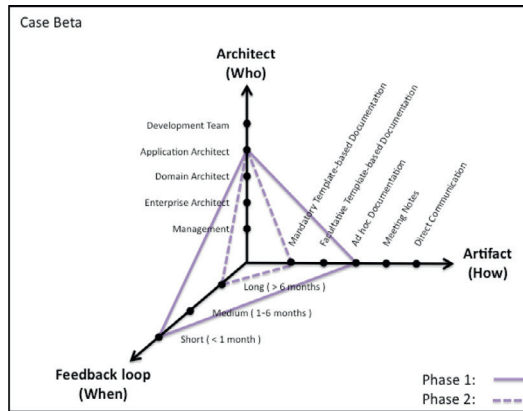 Case Beta
Architect
(Who)
Development Team
Application Architect
Domain Architect
Enterprise Architect
Management
Mandatory Template-based Documentation
Facultative Template-based Documentation
Ad hoc Documentation
Meeting Notes
Direct Communication
Artifact
(How)
Long ( > 6 months )
Medium ( 1-6 months )
Short ( < 1 month )
Feedback loop
(When)
Phase 1:
Phase 2: